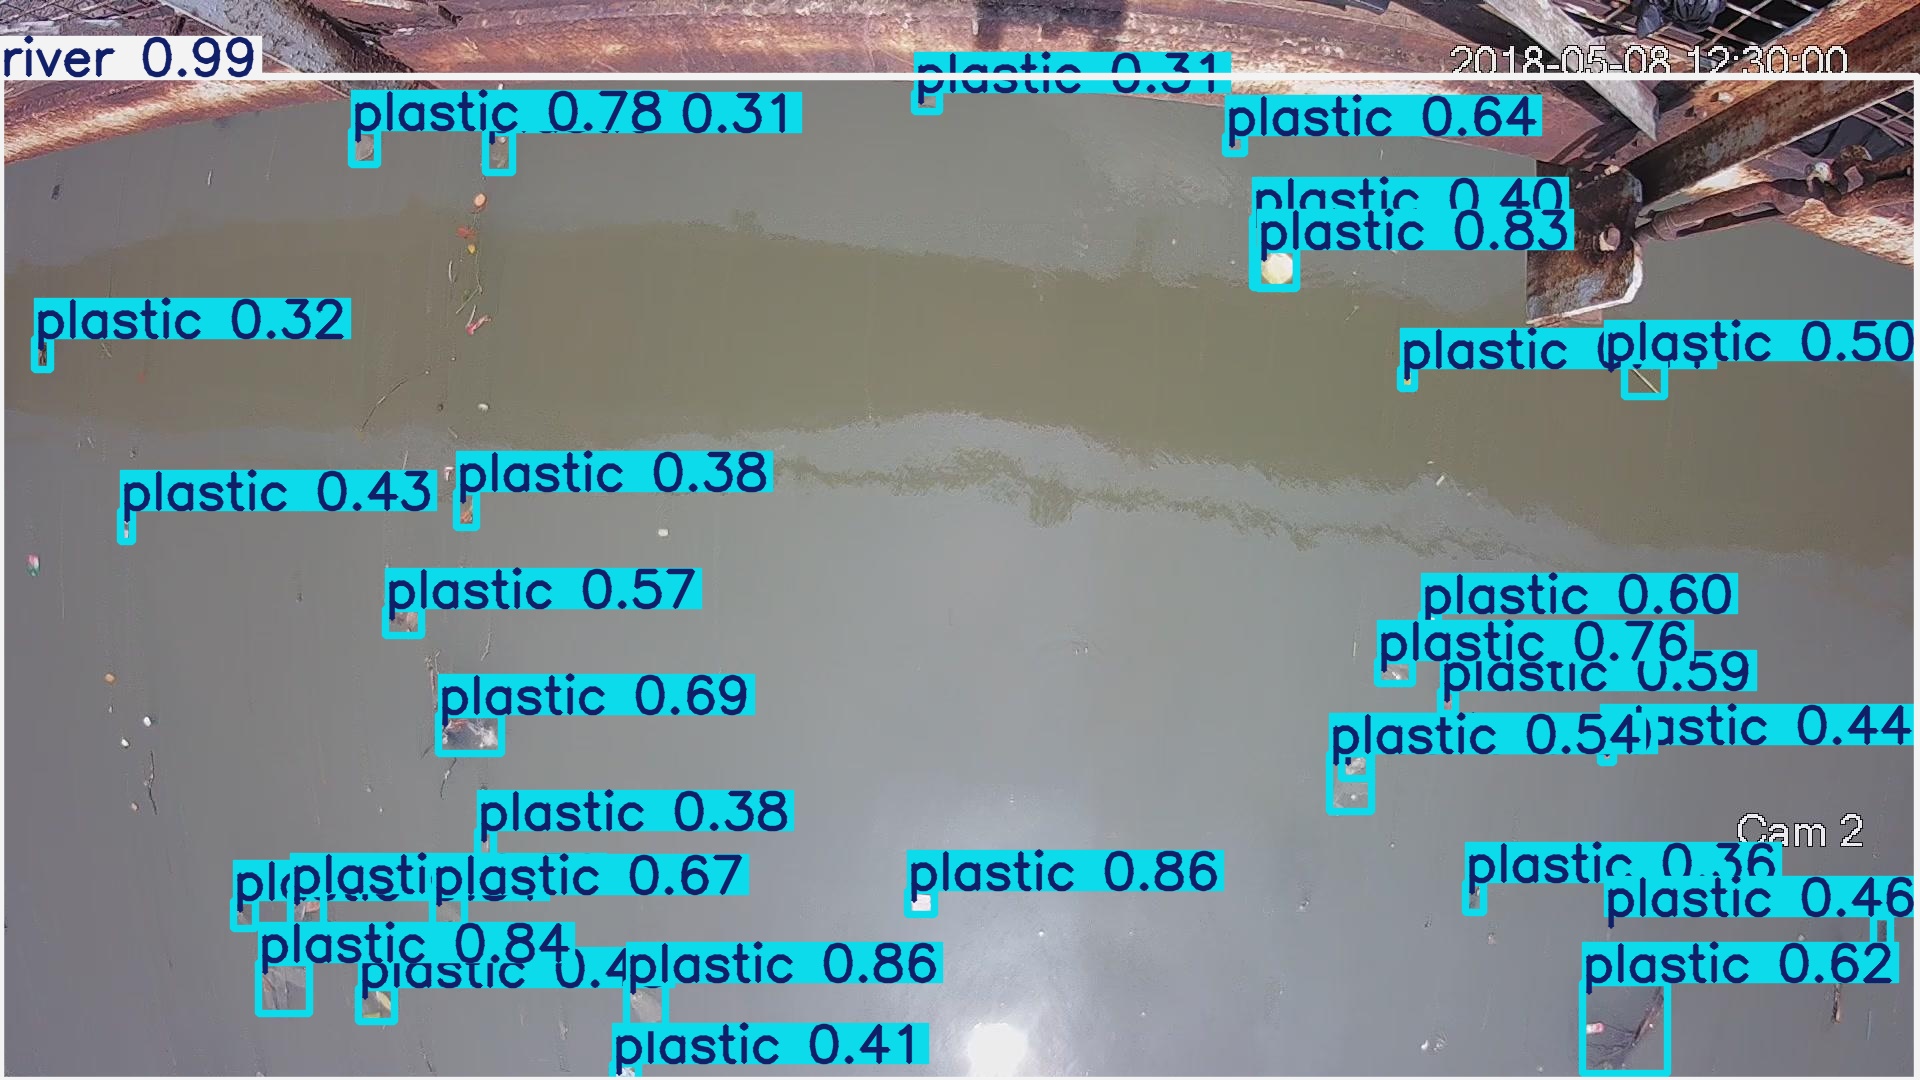 river 0.99
2018-05-08 12:30:00
plastic 0.31
plastic 0.78
0.31
plastic 0.64
plastic 0.40
plastic 0.83
plastic 0.32
plastic
plastic 0.50
plastic 0.43
plastic 0.38
plastic 0.57
plastic 0.60
plastic 0.76
plastic 0.59
plastic 0.69
plastic 0.54
0.44
plastic 0.38
Cam 2
plastic 0.67
plastic 0.86
plastic 0.36
plastic 0.46
plastic 0.84
plastic
plastic 0.86
plastic 0.62
plastic 0.41